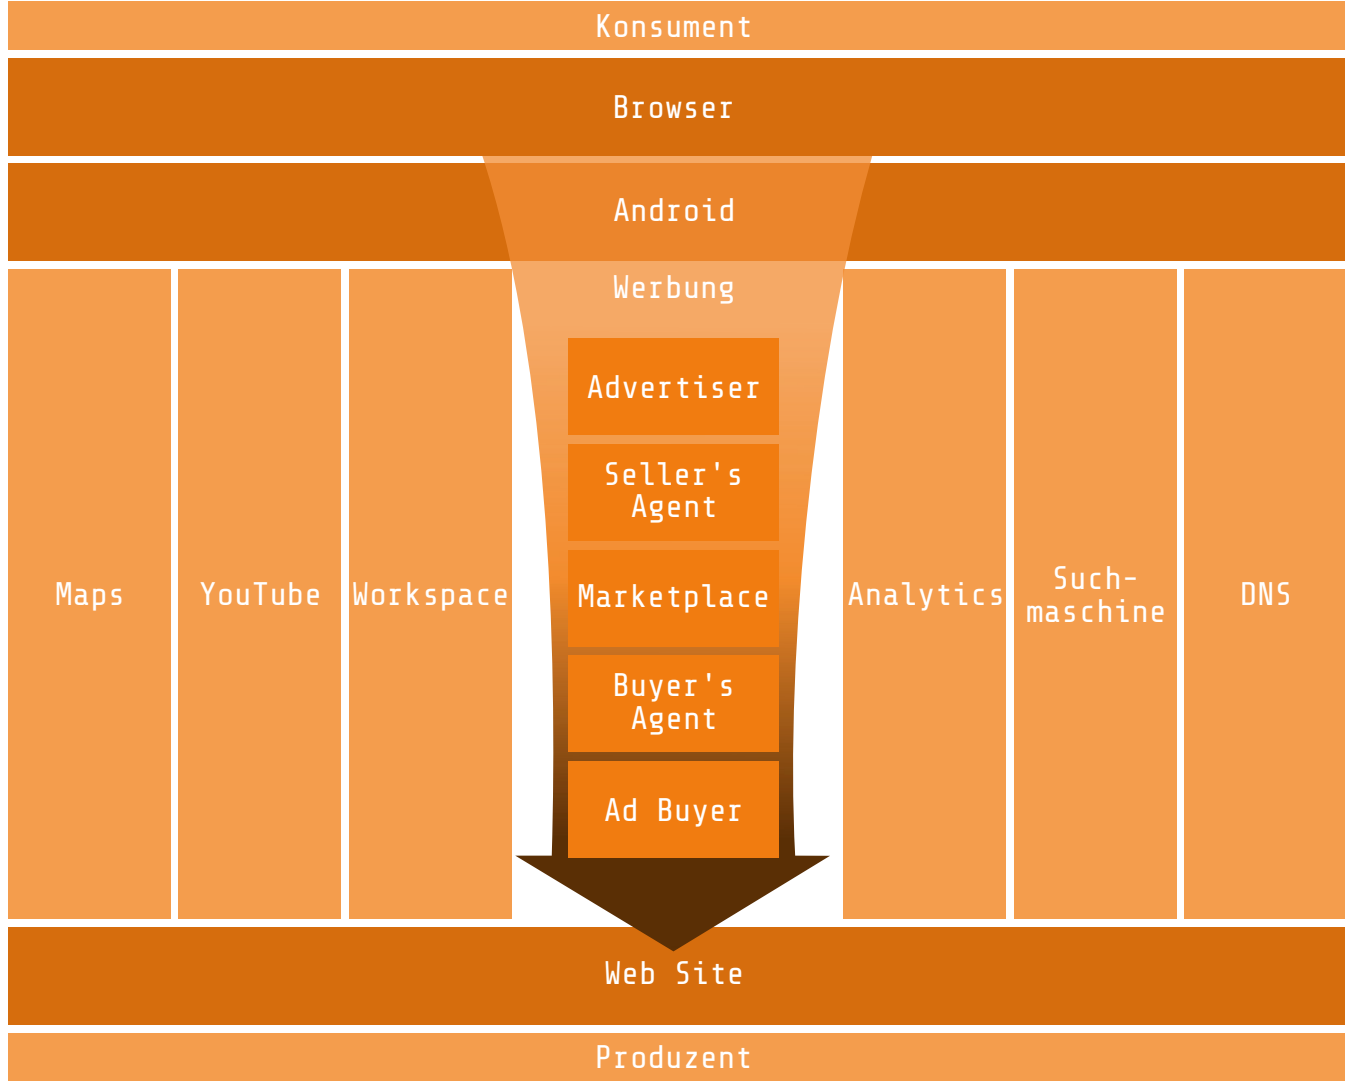 Konsument
Browser
Android
Werbung
Advertiser
Seller's
Agent
Marketplace
Buyer's
Agent
Ad Buyer
Maps
YouTube
Workspace
Analytics
Such-
maschine
DNS
Web Site
Produzent